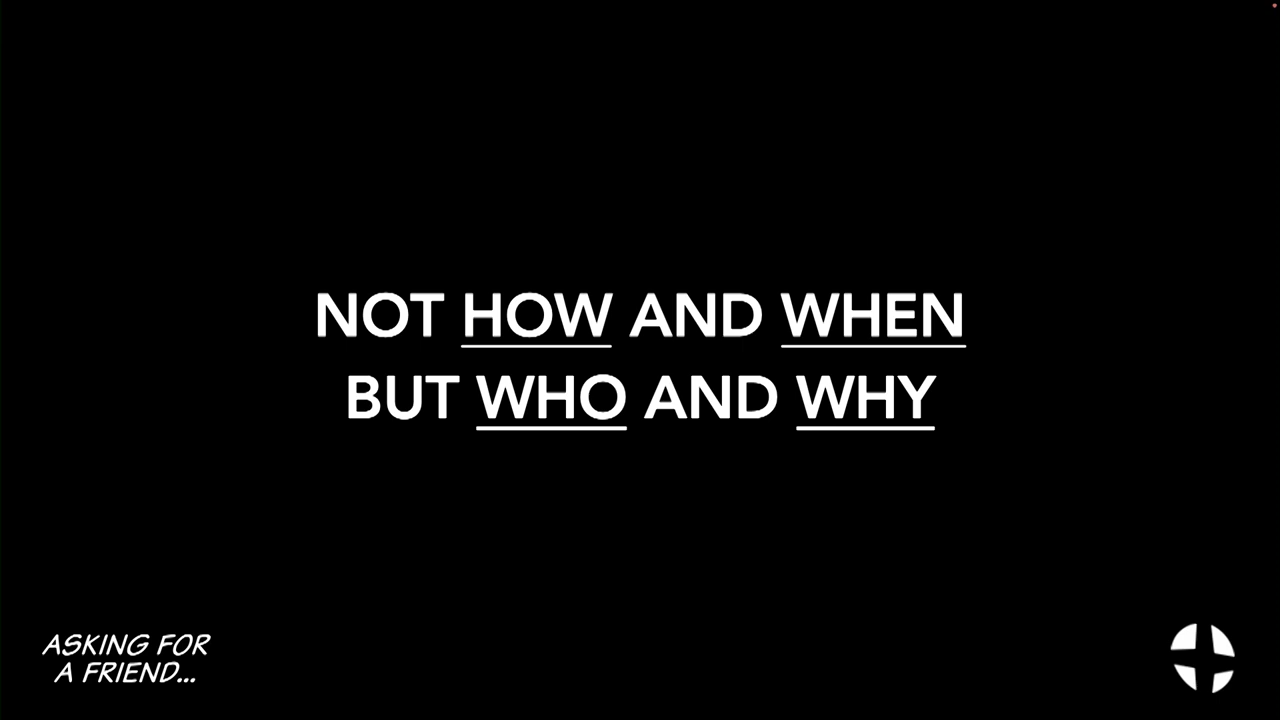 NOT HOW AND WHEN
BUT WHO AND WHY
ASKING FOR
A FRIEND...